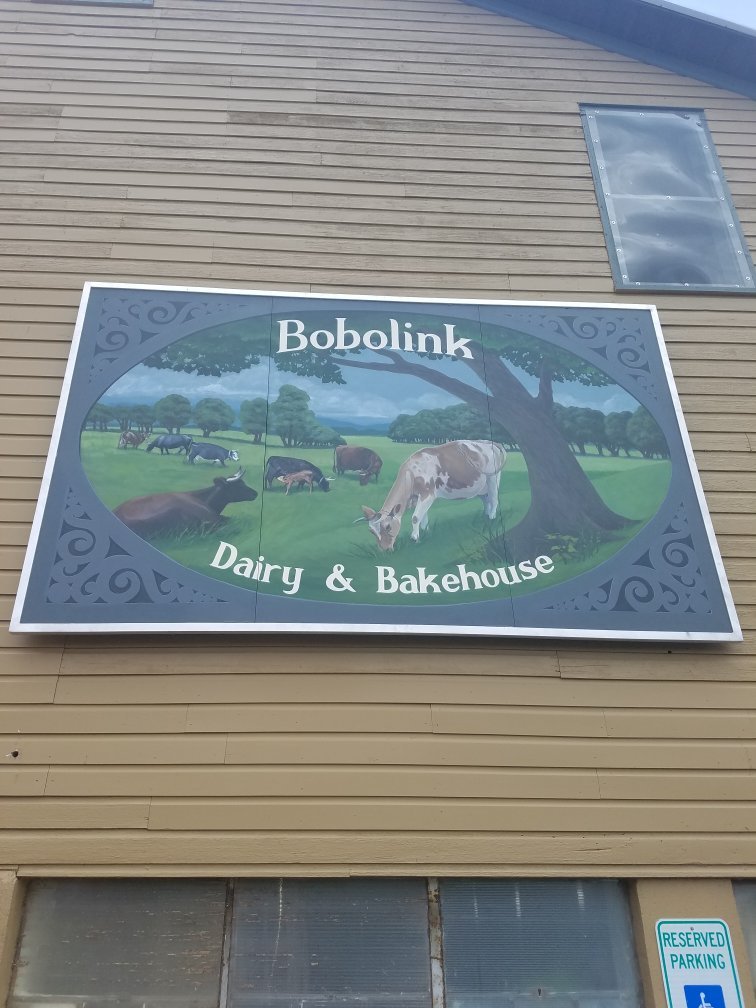 Bobolink
Dairy & Bakehouse
RESERVED
PARKING